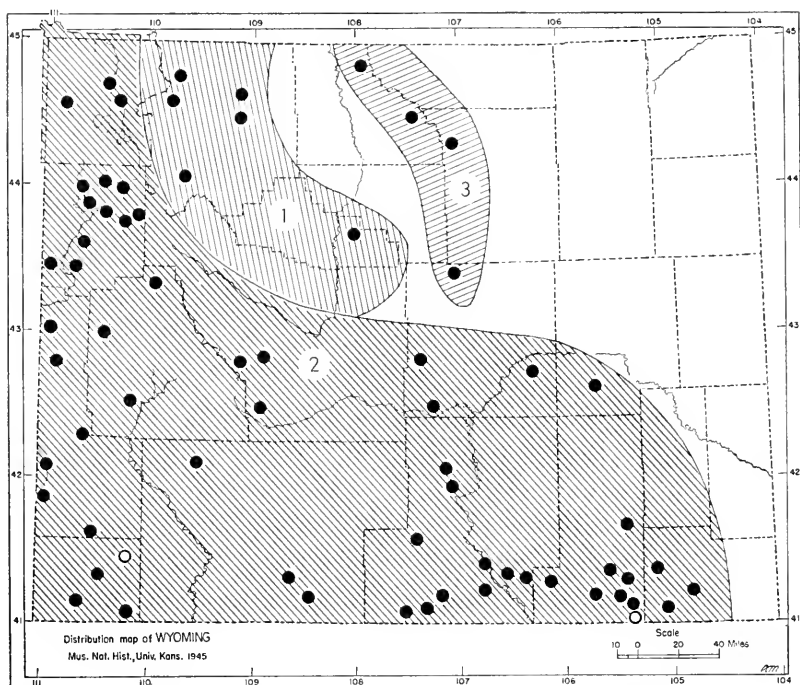 111 110 109 108 107 106 105 104
45 45
44 44
43 43
42 42
41 41
1
2
3
Distribution map of WYOMING
Mus. Nat. Hist., Univ. Kans. 1945
Scale
10 0 20 40 Miles
111 110 109 108 107 106 105 104